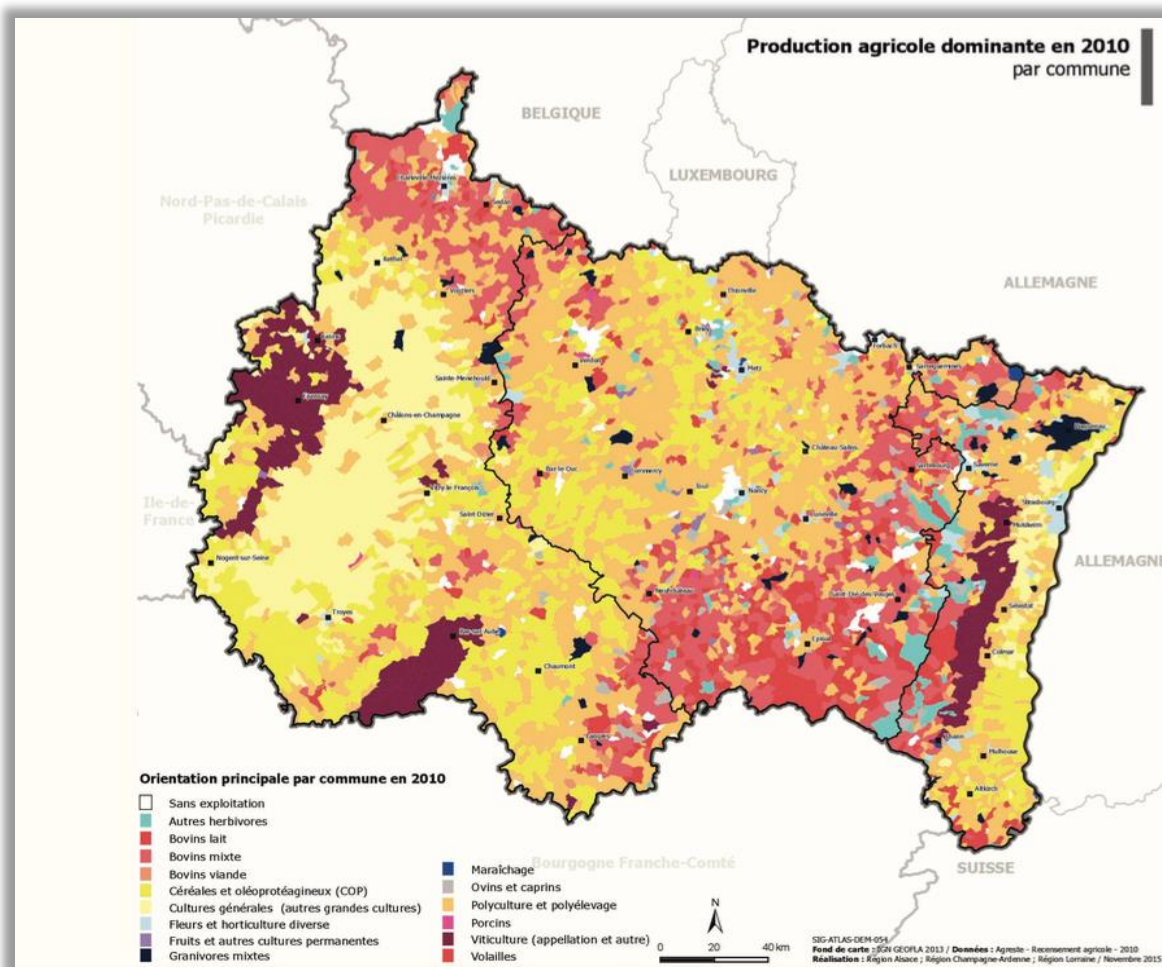 Production agricole dominante en 2010
par commune
BELGIQUE
LUXEMBOURG
Nord-Pas-de-Calais
Picardie
ALLEMAGNE
Charleville-Mézières
Sedan
Rethel
Vouziers
Thionville
Briey
Forbach
Reims
Verdun
Metz
Sarreguemines
Sainte-Menehould
Epernay
Châlons-en-Champagne
Haguenau
Château-Salins
Bar le Duc
Commercy
Sarrebourg
Saverne
Ile-de-
France
Vitry le François
Toul
Nancy
Strasbourg
Saint Dizier
Lunéville
Molsheim
ALLEMAGNE
Nogent-sur-Seine
Neufchâteau
Saint-Dié-des-Vosges
Sélestat
Troyes
Bar-sur-Aube
Epinal
Colmar
Chaumont
Langres
Thann
Mulhouse
Altkirch
SUISSE
Bourgogne Franche-Comté
Orientation principale par commune en 2010
Sans exploitation
Autres herbivores
Bovins lait
Bovins mixte
Bovins viande
Céréales et oléoprotéagineux (COP)
Cultures générales (autres grandes cultures)
Fleurs et horticulture diverse
Fruits et autres cultures permanentes
Granivores mixtes
Maraîchage
Ovins et caprins
Polyculture et polyélevage
Porcins
Viticulture (appellation et autre)
Volailles
N
0 20 40 km
SIG-ATLAS-DEM-054
Fond de carte : IGN GEOFLA 2013 / Données : Agreste - Recensement agricole - 2010
Réalisation : Région Alsace ; Région Champagne-Ardenne ; Région Lorraine / Novembre 2015